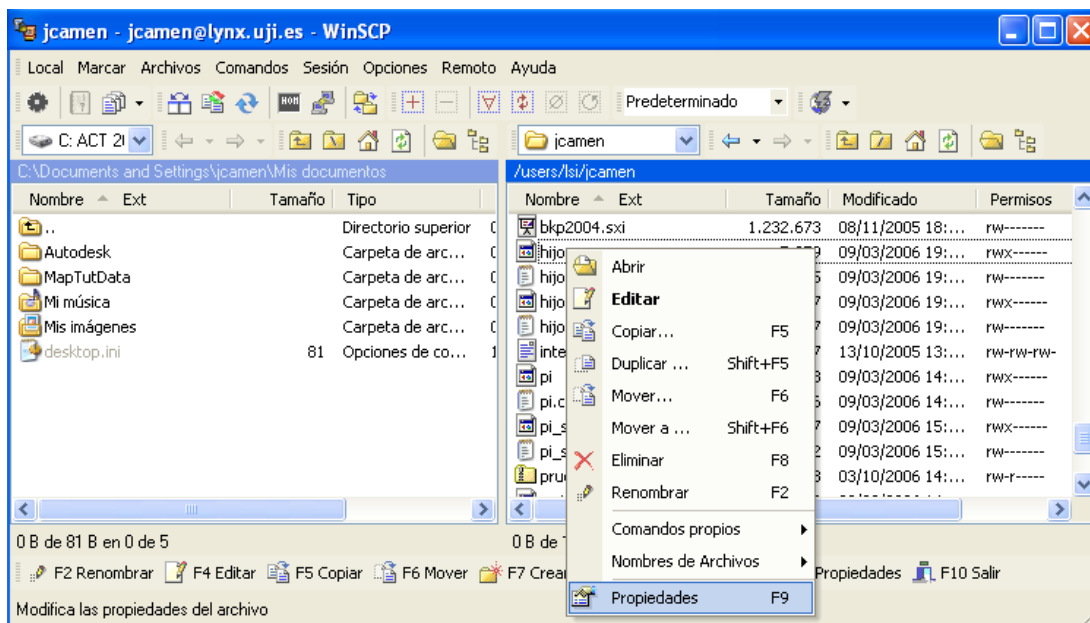 jcamen - jcamen@lynx.uji.es - WinSCP
Local Marcar Archivos Comandos Sesión Opciones Remoto Ayuda
Predeterminado
C: ACT 2 jcamen
C:\Documents and Settings\jcamen\Mis documentos /users/lsi/jcamen
Nombre Ext Tamaño Tipo Nombre Ext Tamaño Modificado Permisos
.. Directorio superior bkp2004.sxi 1.232.673 08/11/2005 18:... rw-------
Autodesk Carpeta de arc... hijo 09/03/2006 19:... rwx------
MapTutData Carpeta de arc... hijo 09/03/2006 19:... rw-------
Mi música Carpeta de arc... hijo 09/03/2006 19:... rwx------
Mis imágenes Carpeta de arc... hijo 09/03/2006 19:... rw-------
desktop.ini 81 Opciones de co... 1 inte 13/10/2005 13:... rw-rw-rw-
pi 09/03/2006 14:... rwx------
pi.c 09/03/2006 14:... rw-------
pi_s 09/03/2006 15:... rwx------
pi_s 09/03/2006 15:... rw-------
pru 03/10/2006 14:... rw-r-----
Abrir
Editar
Copiar... F5
Duplicar ... Shift+F5
Mover... F6
Mover a ... Shift+F6
Eliminar F8
Renombrar F2
Comandos propios
Nombres de Archivos
Propiedades F9
0 B de 81 B en 0 de 5 0 B de
F2 Renombrar F4 Editar F5 Copiar F6 Mover F7 Crear Propiedades F10 Salir
Modifica las propiedades del archivo